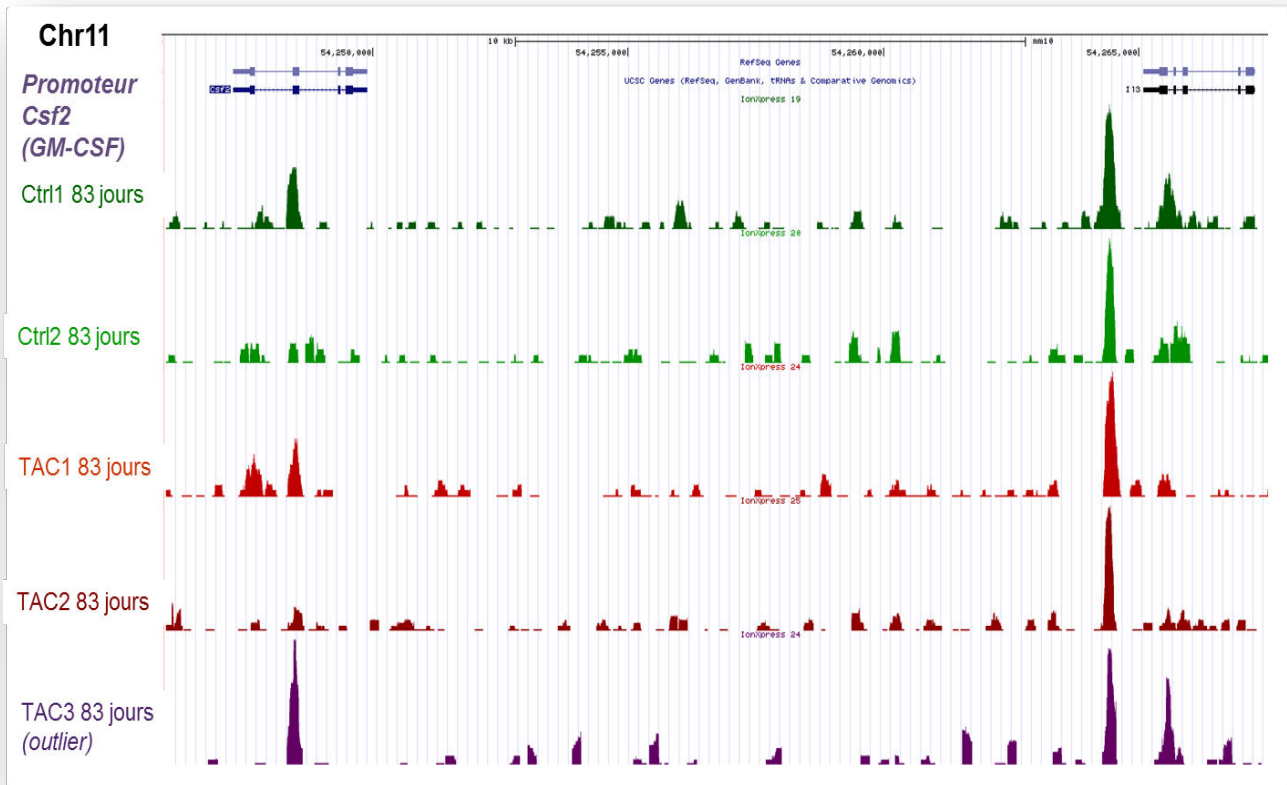 Chr11
Promoteur
Csf2
(GM-CSF)
10 kb
mm10
54,250,000
54,255,000
54,260,000
54,265,000
RefSeq Genes
UCSC Genes (RefSeq, GenBank, tRNAs & Comparative Genomics)
Csf2
Il3
IonXpress 19
Ctrl1 83 jours
IonXpress 20
Ctrl2 83 jours
IonXpress 24
TAC1 83 jours
IonXpress 25
TAC2 83 jours
IonXpress 24
TAC3 83 jours
(outlier)